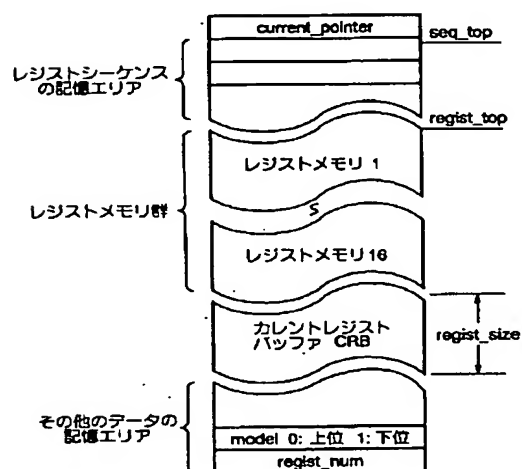 current_pointer
seq_top
レジストシーケンス
の記憶エリア
regist_top
レジストメモリ 1
レジストメモリ群
S
レジストメモリ 16
カレントレジスト
バッファ CRB
regist_size
その他のデータの
記憶エリア
model 0: 上位 1: 下位
regist_num